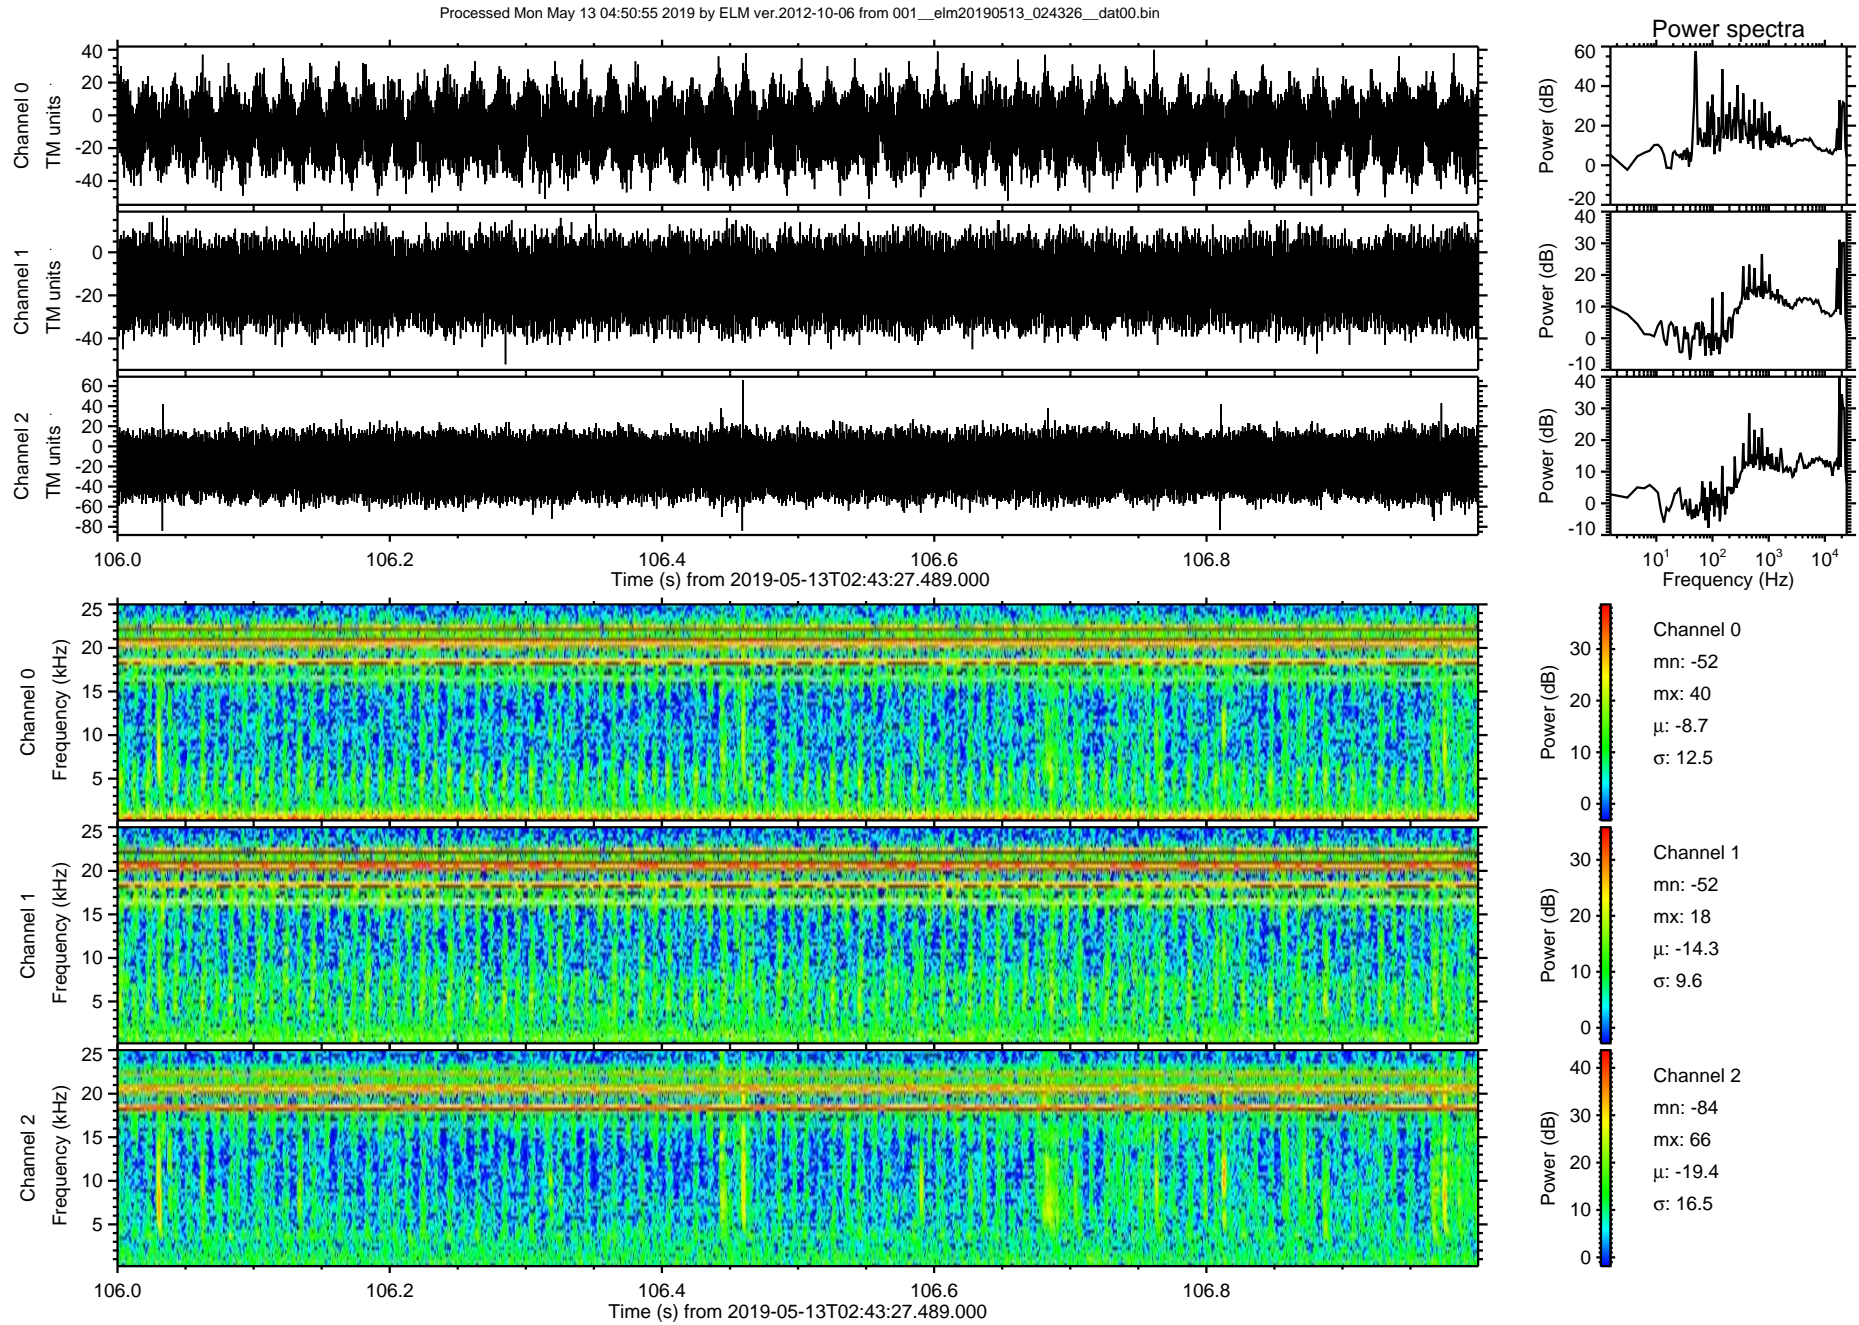 Processed Mon May 13 04:50:55 2019 by ELM ver.2012-10-06 from 001__elm20190513_024326__dat00.bin
Power spectra
Channel 0
TM units
40
20
0
-20
-40
Power (dB)
60
40
20
0
-20
Channel 1
TM units
0
-20
-40
Power (dB)
40
30
20
10
0
-10
Channel 2
TM units
60
40
20
0
-20
-40
-60
-80
Power (dB)
40
30
20
10
0
-10
106.0 106.2 106.4 106.6 106.8
Time (s) from 2019-05-13T02:43:27.489.000
10¹ 10² 10³ 10⁴
Frequency (Hz)
Channel 0
Frequency (kHz)
25
20
15
10
5
Power (dB)
30
20
10
0
Channel 0
mn: -52
mx: 40
µ: -8.7
σ: 12.5
Channel 1
Frequency (kHz)
25
20
15
10
5
Power (dB)
30
20
10
0
Channel 1
mn: -52
mx: 18
µ: -14.3
σ: 9.6
Channel 2
Frequency (kHz)
25
20
15
10
5
Power (dB)
40
30
20
10
0
Channel 2
mn: -84
mx: 66
µ: -19.4
σ: 16.5
106.0 106.2 106.4 106.6 106.8
Time (s) from 2019-05-13T02:43:27.489.000